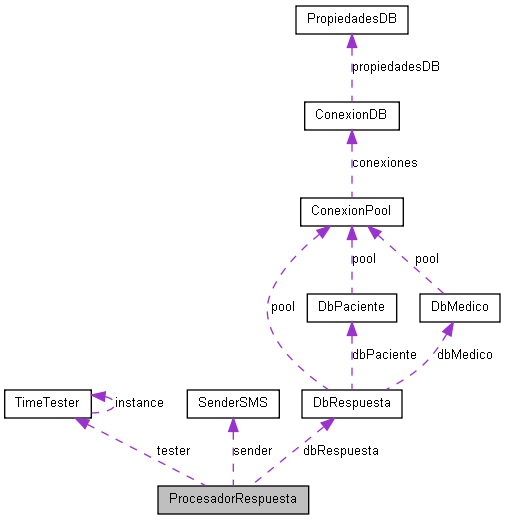 PropiedadesDB
propiedadesDB
ConexionDB
conexiones
ConexionPool
pool
pool
pool
DbPaciente
DbMedico
dbPaciente
dbMedico
TimeTester
instance
SenderSMS
DbRespuesta
tester
sender
dbRespuesta
ProcesadorRespuesta